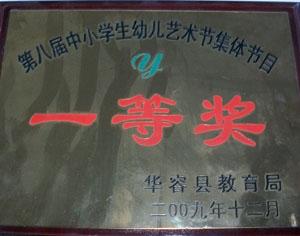 第八届中小学生幼儿艺术节集体节目
y
一等奖
华容县教育局
二00九年十二月